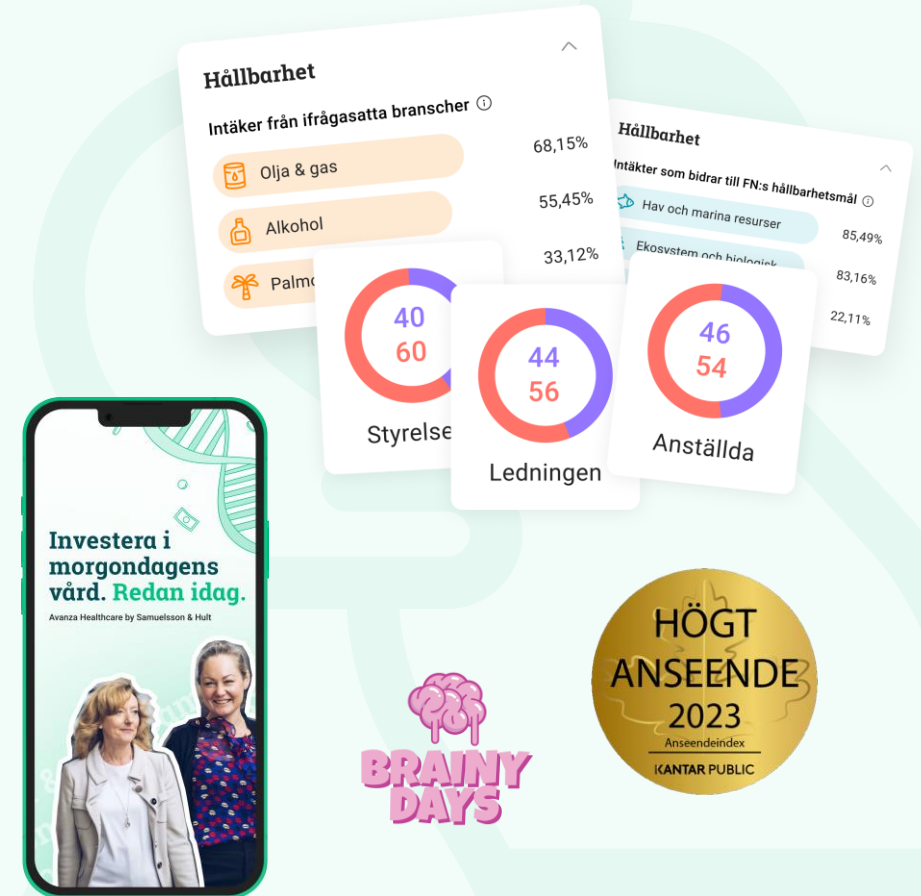 Hållbarhet
Intäker från ifrågasatta branscher
Olja & gas
68,15%
Alkohol
55,45%
33,12%
Hållbarhet
Intäkter som bidrar till FN:s hållbarhetsmål
Hav och marina resurser
85,49%
Ekosystem och
83,16%
22,11%
40
60
Styrelse
44
56
Ledningen
46
54
Anställda
Investera i
morgondagens
vård. Redan idag.
Avanza Healthcare by Samuelsson & Hult
BRAINY
DAYS
HÖGT
ANSEENDE
2023
Anseendeindex
KANTAR PUBLIC